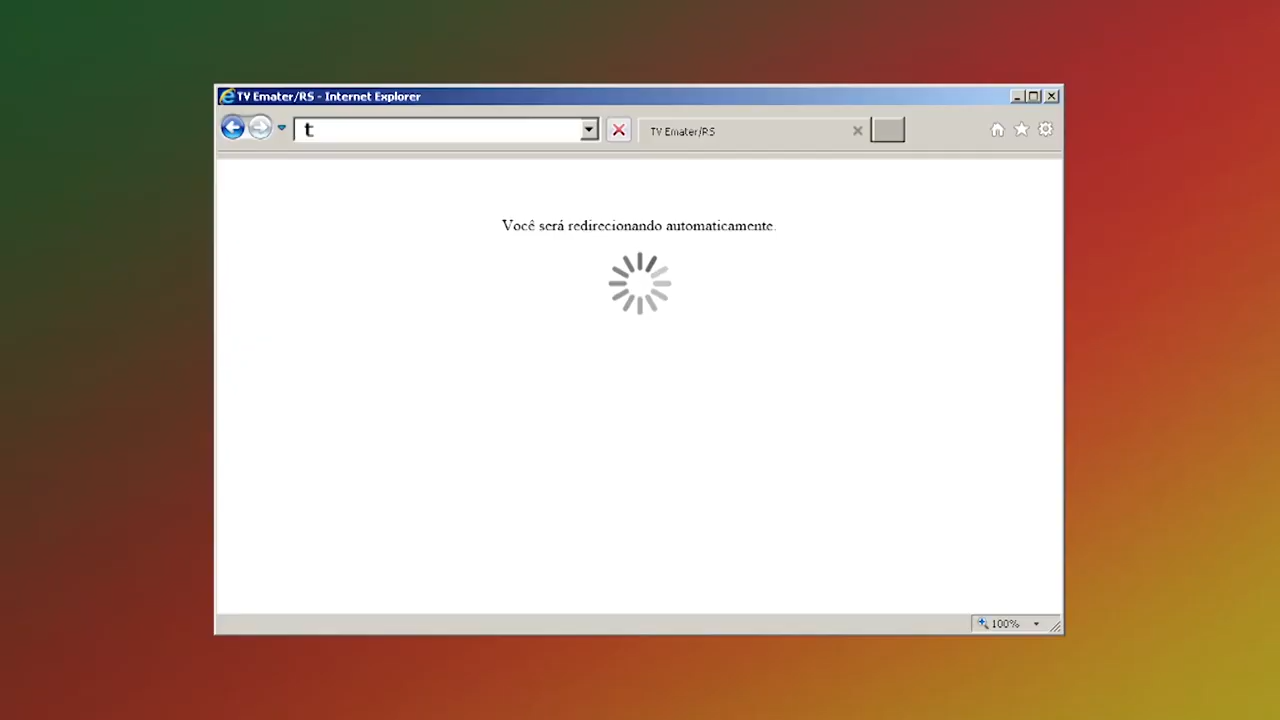 TV Emater/RS - Internet Explorer
t
TV Emater/RS
Você será redirecionando automaticamente.
100%